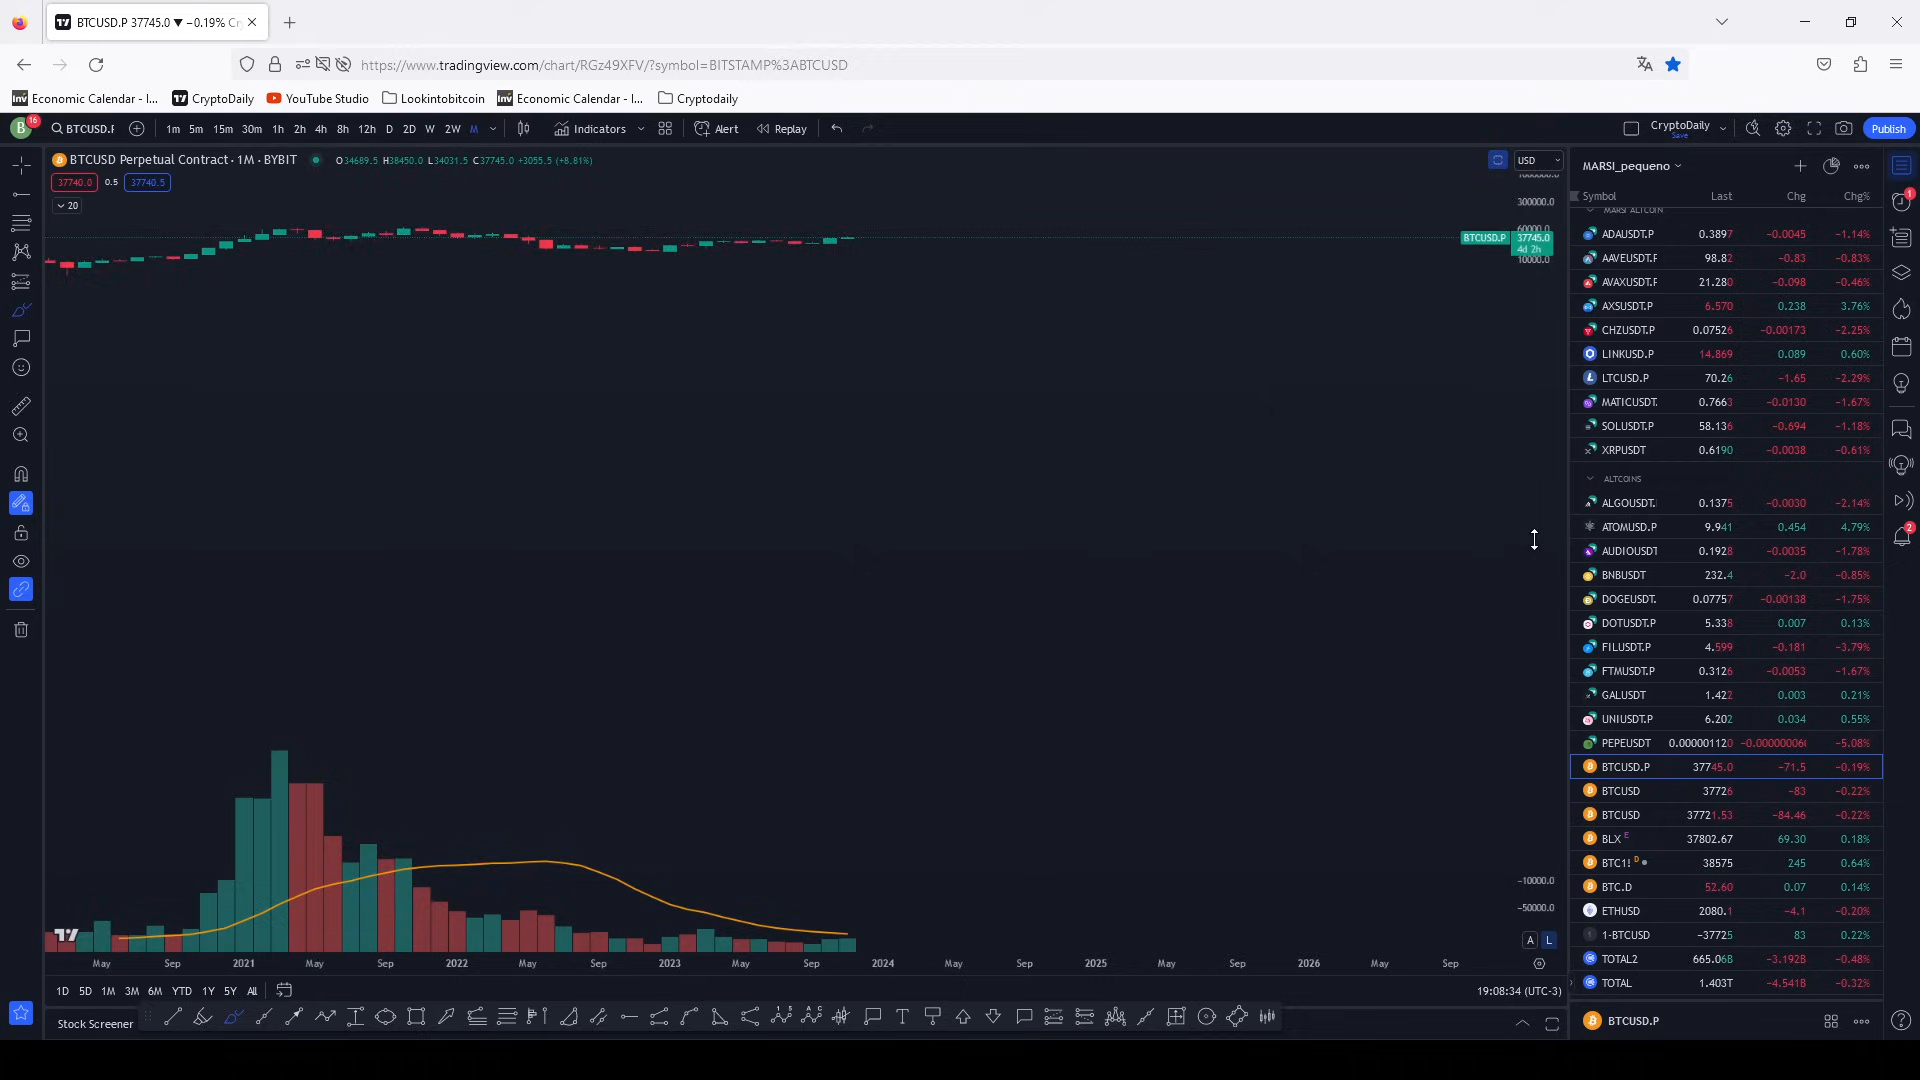 BTCUSD.P 37745.0 ▼ −0.19% Cr
https://www.tradingview.com/chart/RGz49XFV/?symbol=BITSTAMP%3ABTCUSD
Economic Calendar - I... CryptoDaily YouTube Studio Lookintobitcoin Economic Calendar - I... Cryptodaily
B 16 BTCUSD.P 1m 5m 15m 30m 1h 2h 4h 8h 12h D 2D W 2W M Indicators Alert Replay CryptoDaily Save Publish
BTCUSD Perpetual Contract · 1M · BYBIT O34689.5 H38450.0 L34031.5 C37745.0 +3055.5 (+8.81%) USD
37740.0 0.5 37740.5
20
300000.0
60000.0
BTCUSD.P 37745.0
4d 2h
10000.0
−10000.0
−50000.0
A L
May Sep 2021 May Sep 2022 May Sep 2023 May Sep 2024 May Sep 2025 May Sep 2026 May Sep
1D 5D 1M 3M 6M YTD 1Y 5Y All 19:08:34 (UTC-3)
Stock Screener
MARSI_pequeno
Symbol Last Chg Chg%
MARSI ALTCOIN
ADAUSDT.P 0.3897 −0.0045 −1.14%
AAVEUSDT.F 98.82 −0.83 −0.83%
AVAXUSDT.F 21.280 −0.098 −0.46%
AXSUSDT.P 6.570 0.238 3.76%
CHZUSDT.P 0.07526 −0.00173 −2.25%
LINKUSD.P 14.869 0.089 0.60%
LTCUSD.P 70.26 −1.65 −2.29%
MATICUSDT. 0.7663 −0.0130 −1.67%
SOLUSDT.P 58.136 −0.694 −1.18%
XRPUSDT 0.6190 −0.0038 −0.61%
ALTCOINS
ALGOUSDT. 0.1375 −0.0030 −2.14%
ATOMUSD.P 9.941 0.454 4.79%
AUDIOUSDT 0.1928 −0.0035 −1.78%
BNBUSDT 232.4 −2.0 −0.85%
DOGEUSDT. 0.07757 −0.00138 −1.75%
DOTUSDT.P 5.338 0.007 0.13%
FILUSDT.P 4.599 −0.181 −3.79%
FTMUSDT.P 0.3126 −0.0053 −1.67%
GALUSDT 1.422 0.003 0.21%
UNIUSDT.P 6.202 0.034 0.55%
PEPEUSDT 0.000001120 −0.00000006 −5.08%
BTCUSD.P 37745.0 −71.5 −0.19%
BTCUSD 37726 −83 −0.22%
BTCUSD 37721.53 −84.46 −0.22%
BLX E 37802.67 69.30 0.18%
BTC1! D 38575 245 0.64%
BTC.D 52.60 0.07 0.14%
ETHUSD 2080.1 −4.1 −0.20%
1-BTCUSD −37725 83 0.22%
TOTAL2 665.06B −3.192B −0.48%
TOTAL 1.403T −4.541B −0.32%
BTCUSD.P
1
2